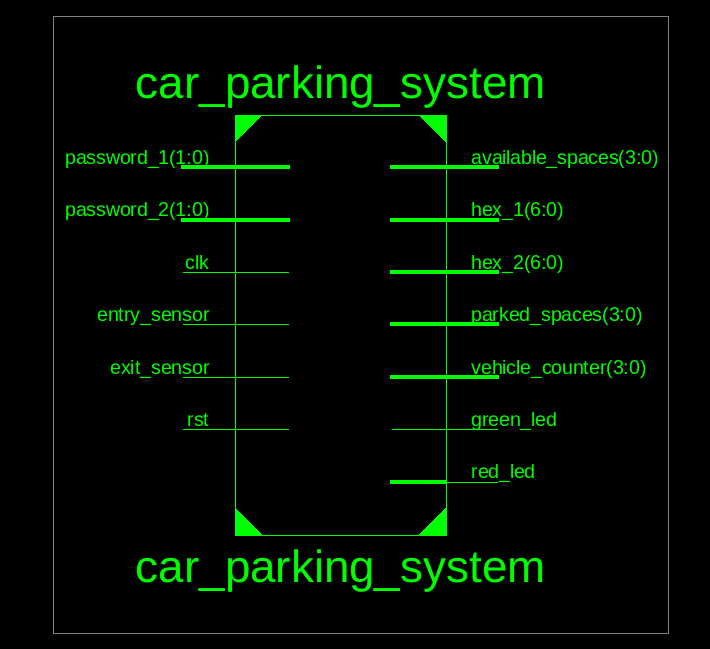 car_parking_system
password_1(1:0)
available_spaces(3:0)
password_2(1:0)
hex_1(6:0)
clk
hex_2(6:0)
entry_sensor
parked_spaces(3:0)
exit_sensor
vehicle_counter(3:0)
rst
green_led
red_led
car_parking_system